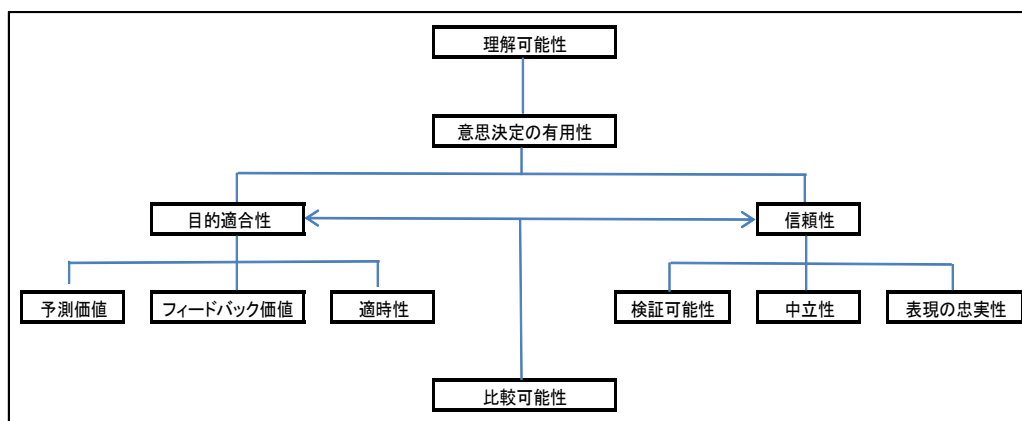 理解可能性
意思決定の有用性
目的適合性
信頼性
予測価値
フィードバック価値
適時性
検証可能性
中立性
表現の忠実性
比較可能性